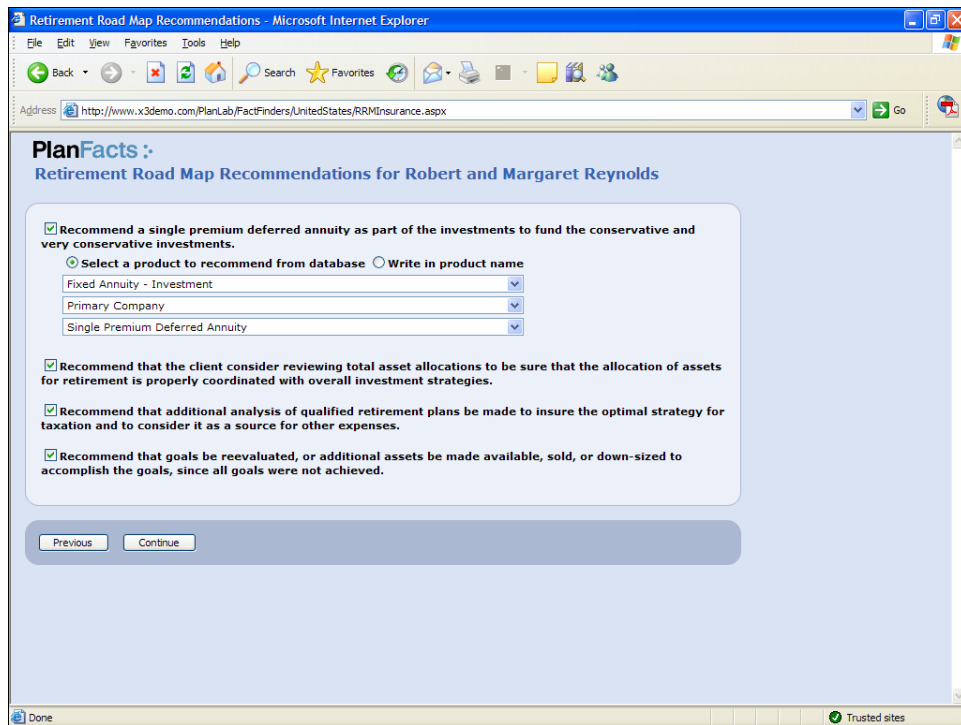 Retirement Road Map Recommendations - Microsoft Internet Explorer
File Edit View Favorites Tools Help
Back Search Favorites
Address http://www.x3demo.com/PlanLab/FactFinders/UnitedStates/RRMInsurance.aspx Go
PlanFacts
Retirement Road Map Recommendations for Robert and Margaret Reynolds
Recommend a single premium deferred annuity as part of the investments to fund the conservative and
very conservative investments.
Select a product to recommend from database Write in product name
Fixed Annuity - Investment
Primary Company
Single Premium Deferred Annuity
Recommend that the client consider reviewing total asset allocations to be sure that the allocation of assets
for retirement is properly coordinated with overall investment strategies.
Recommend that additional analysis of qualified retirement plans be made to insure the optimal strategy for
taxation and to consider it as a source for other expenses.
Recommend that goals be reevaluated, or additional assets be made available, sold, or down-sized to
accomplish the goals, since all goals were not achieved.
Previous Continue
Done Trusted sites